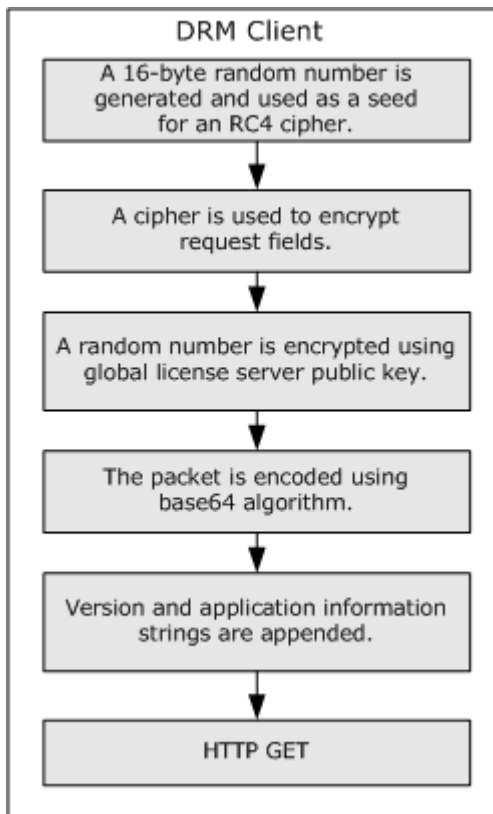 DRM Client
A 16-byte random number is
generated and used as a seed
for an RC4 cipher.
A cipher is used to encrypt
request fields.
A random number is encrypted using
global license server public key.
The packet is encoded using
base64 algorithm.
Version and application information
strings are appended.
HTTP GET